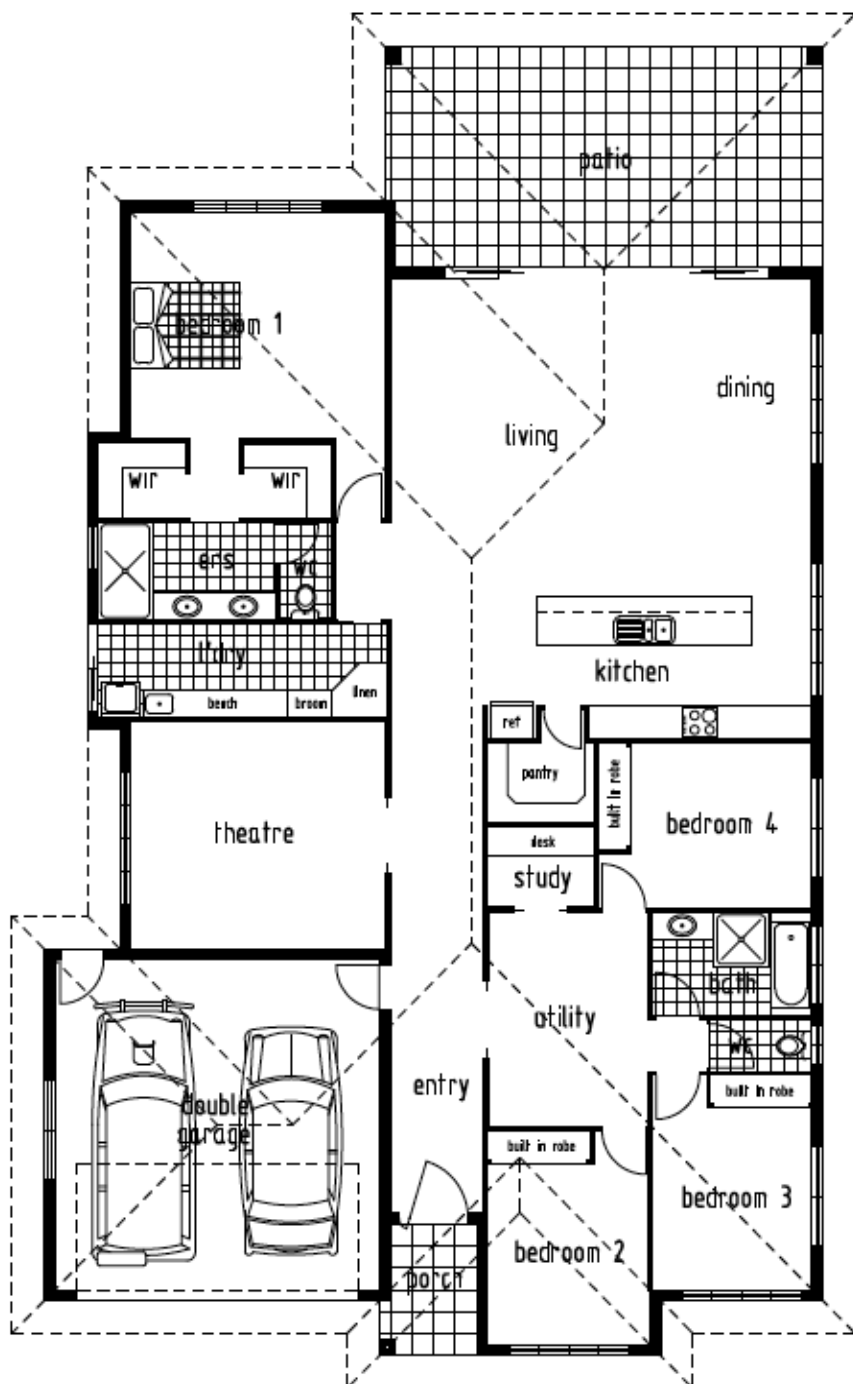 patio
bedroom 1
dining
living
wir
wir
ens
wc
l'dry
kitchen
linen
bench
broom
ref
pantry
built in robe
bedroom 4
theatre
desk
study
bath
utility
wc
entry
built in robe
double
garage
built in robe
bedroom 3
bedroom 2
porch